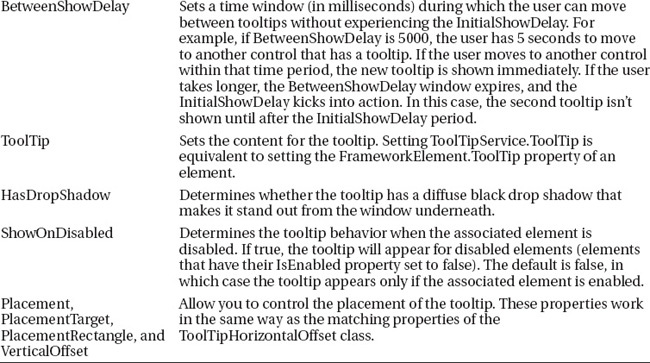 BetweenShowDelay Sets a time window (in milliseconds) during which the user can move
between tooltips without experiencing the InitialShowDelay. For
example, if BetweenShowDelay is 5000, the user has 5 seconds to move
to another control that has a tooltip. If the user moves to another control
within that time period, the new tooltip is shown immediately. If the user
takes longer, the BetweenShowDelay window expires, and the
InitialShowDelay kicks into action. In this case, the second tooltip isn't
shown until after the InitialShowDelay period.
ToolTip Sets the content for the tooltip. Setting ToolTipService.ToolTip is
equivalent to setting the FrameworkElement.ToolTip property of an
element.
HasDropShadow Determines whether the tooltip has a diffuse black drop shadow that
makes it stand out from the window underneath.
ShowOnDisabled Determines the tooltip behavior when the associated element is
disabled. If true, the tooltip will appear for disabled elements (elements
that have their IsEnabled property set to false). The default is false, in
which case the tooltip appears only if the associated element is enabled.
Placement, Allow you to control the placement of the tooltip. These properties work
PlacementTarget, in the same way as the matching properties of the
PlacementRectangle, and ToolTipHorizontalOffset class.
VerticalOffset